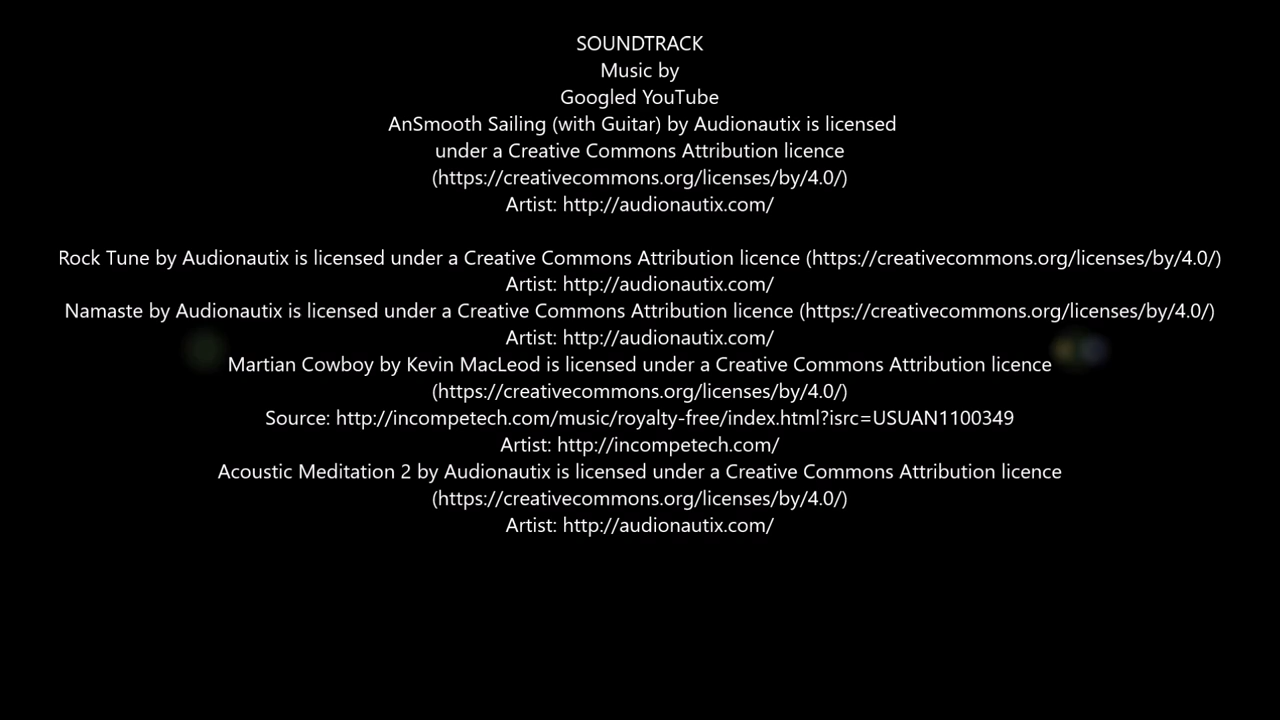 SOUNDTRACK
Music by
Googled YouTube
AnSmooth Sailing (with Guitar) by Audionautix is licensed
under a Creative Commons Attribution licence
(https://creativecommons.org/licenses/by/4.0/)
Artist: http://audionautix.com/
Rock Tune by Audionautix is licensed under a Creative Commons Attribution licence (https://creativecommons.org/licenses/by/4.0/)
Artist: http://audionautix.com/
Namaste by Audionautix is licensed under a Creative Commons Attribution licence (https://creativecommons.org/licenses/by/4.0/)
Artist: http://audionautix.com/
Martian Cowboy by Kevin MacLeod is licensed under a Creative Commons Attribution licence
(https://creativecommons.org/licenses/by/4.0/)
Source: http://incompetech.com/music/royalty-free/index.html?isrc=USUAN1100349
Artist: http://incompetech.com/
Acoustic Meditation 2 by Audionautix is licensed under a Creative Commons Attribution licence
(https://creativecommons.org/licenses/by/4.0/)
Artist: http://audionautix.com/